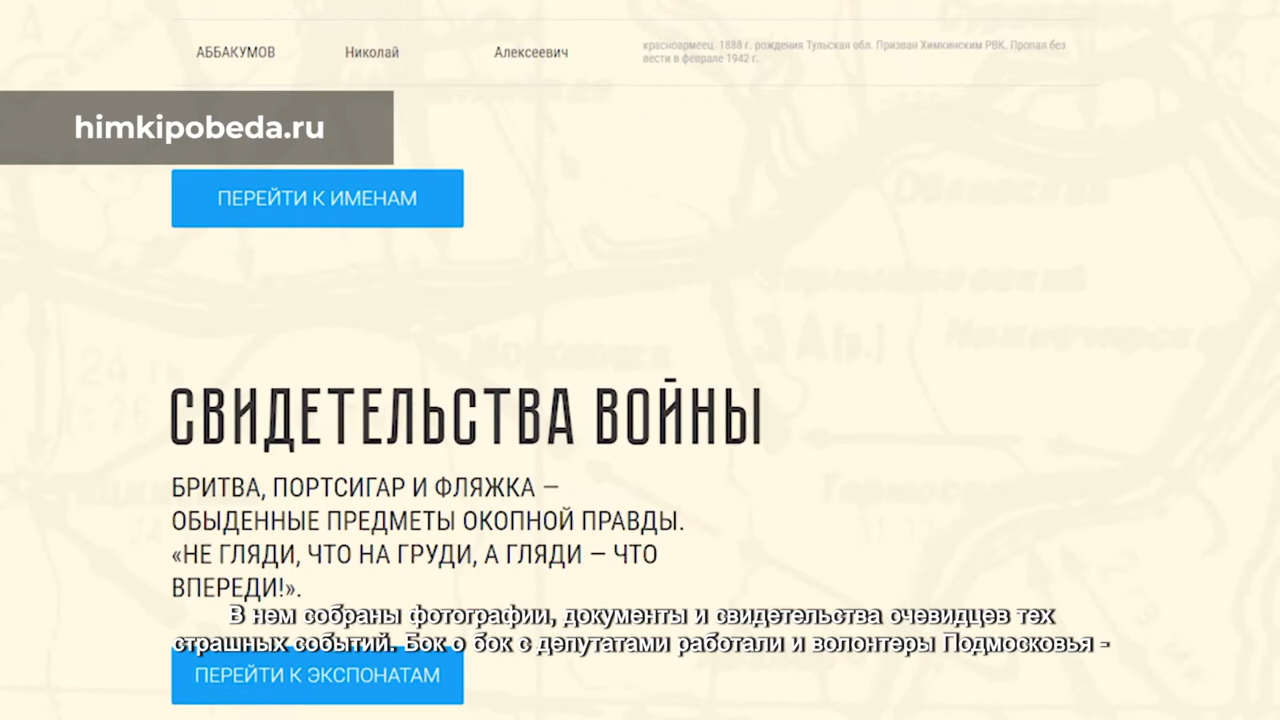 АББАКУМОВ Николай Алексеевич красноармеец. 1888 г. рождения Тульская обл. Призван Химкинским РВК. Пропал без
вести в феврале 1942 г.
himkipobeda.ru
ПЕРЕЙТИ К ИМЕНАМ
СВИДЕТЕЛЬСТВА ВОЙНЫ
БРИТВА, ПОРТСИГАР И ФЛЯЖКА —
ОБЫДЕННЫЕ ПРЕДМЕТЫ ОКОПНОЙ ПРАВДЫ.
«НЕ ГЛЯДИ, ЧТО НА ГРУДИ, А ГЛЯДИ — ЧТО
ВПЕРЕДИ!».
В нем собраны фотографии, документы и свидетельства очевидцев тех
страшных событий. Бок о бок с депутатами работали и волонтеры Подмосковья -
ПЕРЕЙТИ К ЭКСПОНАТАМ